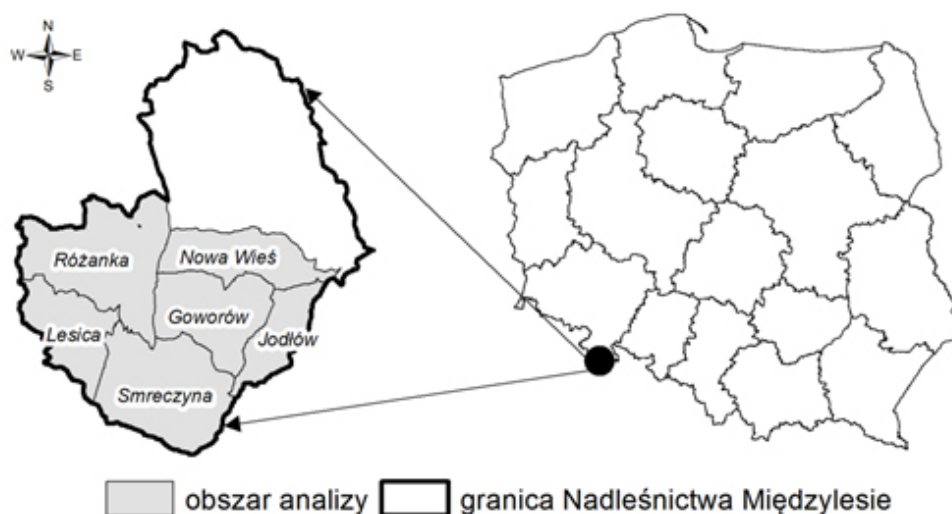 N
W E
S
Różanka
Nowa Wieś
Goworów
Lesica
Jodłów
Smreczyna
obszar analizy granica Nadleśnictwa Międzylesie